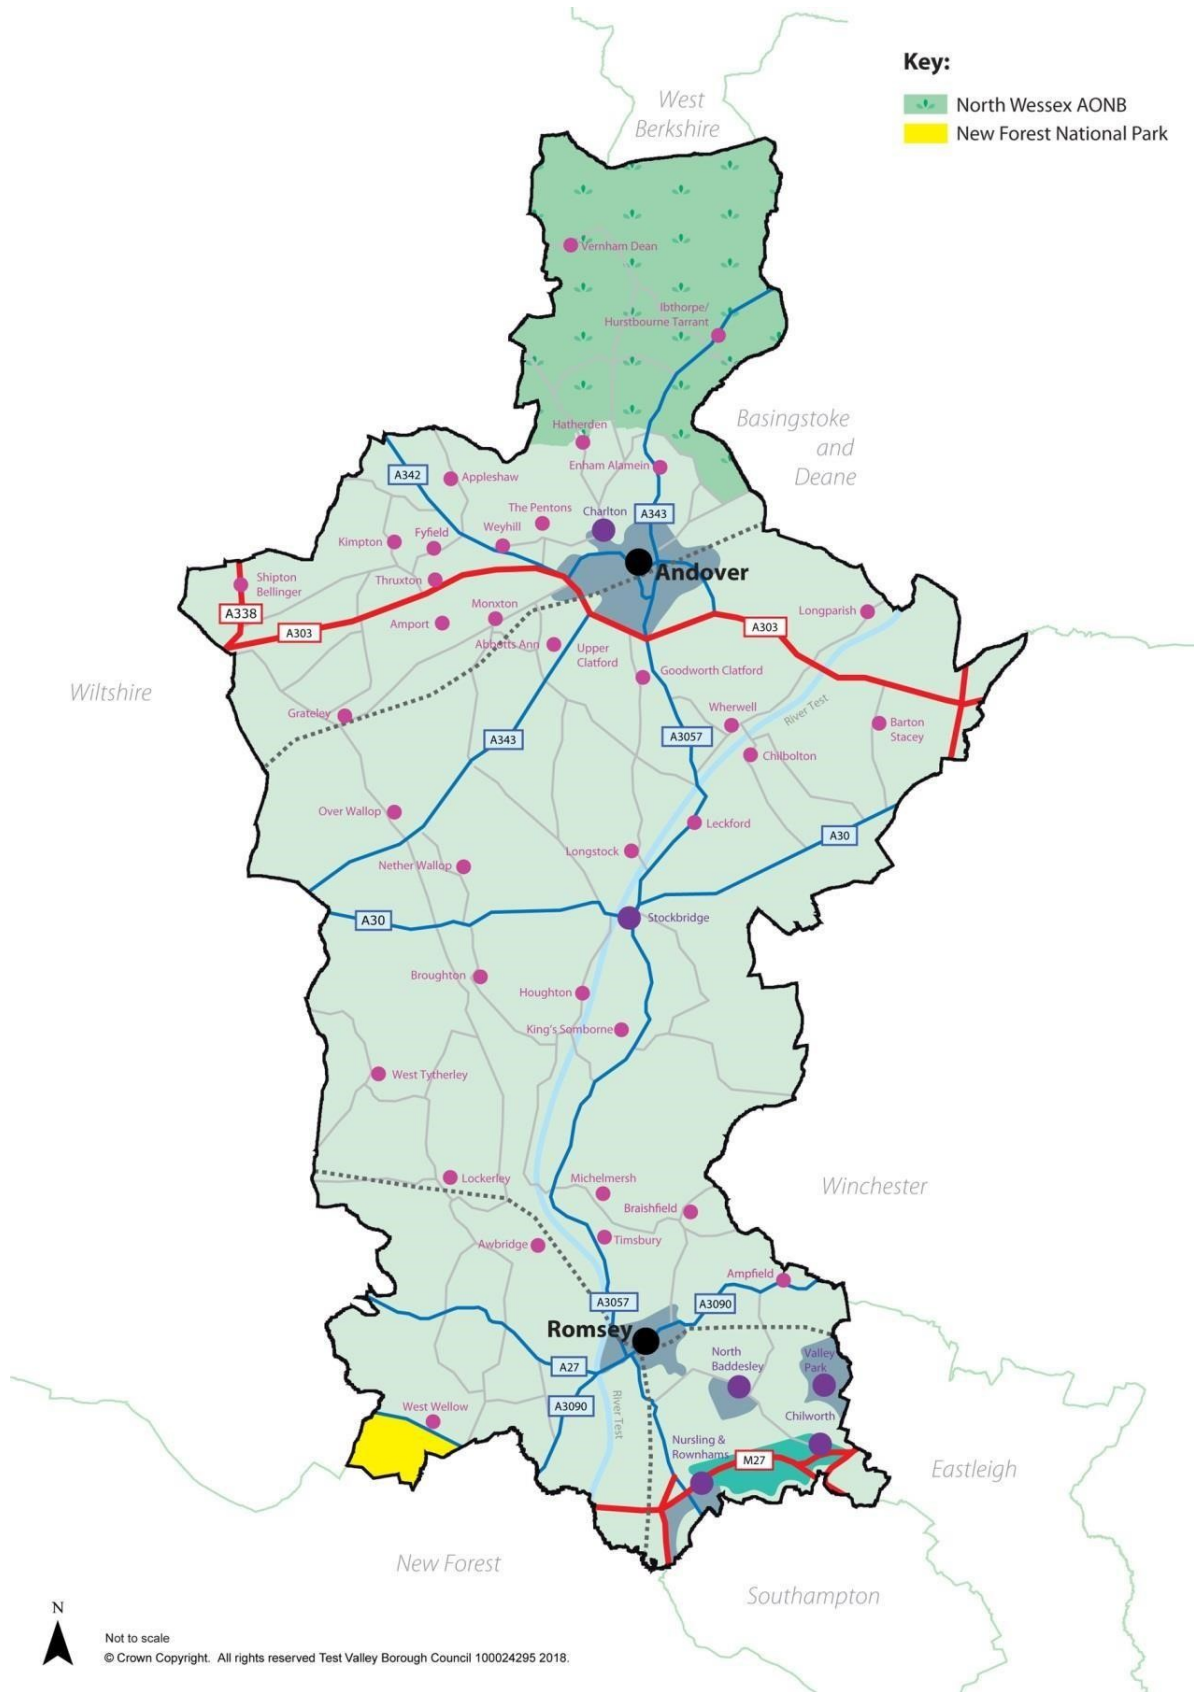 Key:
North Wessex AONB
New Forest National Park
West
Berkshire
Vernham Dean
Ibthorpe/
Hurstbourne Tarrant
Basingstoke
and
Deane
Hatherden
Enham Alamein
A342
Appleshaw
The Pentons
Charlton
A343
Kimpton
Fyfield
Weyhill
Andover
Shipton
Bellinger
Thruxton
A338
A303
Amport
Monxton
Abbotts Ann
Upper
Clatford
A303
Longparish
Goodworth Clatford
Wiltshire
Grateley
A343
Wherwell
A3057
River Test
Barton
Stacey
Chilbolton
Over Wallop
Leckford
A30
Nether Wallop
Longstock
A30
Stockbridge
Broughton
Houghton
King's Somborne
West Tytherley
Lockerley
Michelmersh
Winchester
Braishfield
Awbridge
Timsbury
Ampfield
A3057
A3090
Romsey
North
Baddesley
Valley
Park
A27
A3090
River Test
West Wellow
Chilworth
Nursling &
Rownhams
M27
Eastleigh
New Forest
Southampton
N
Not to scale
© Crown Copyright. All rights reserved Test Valley Borough Council 100024295 2018.